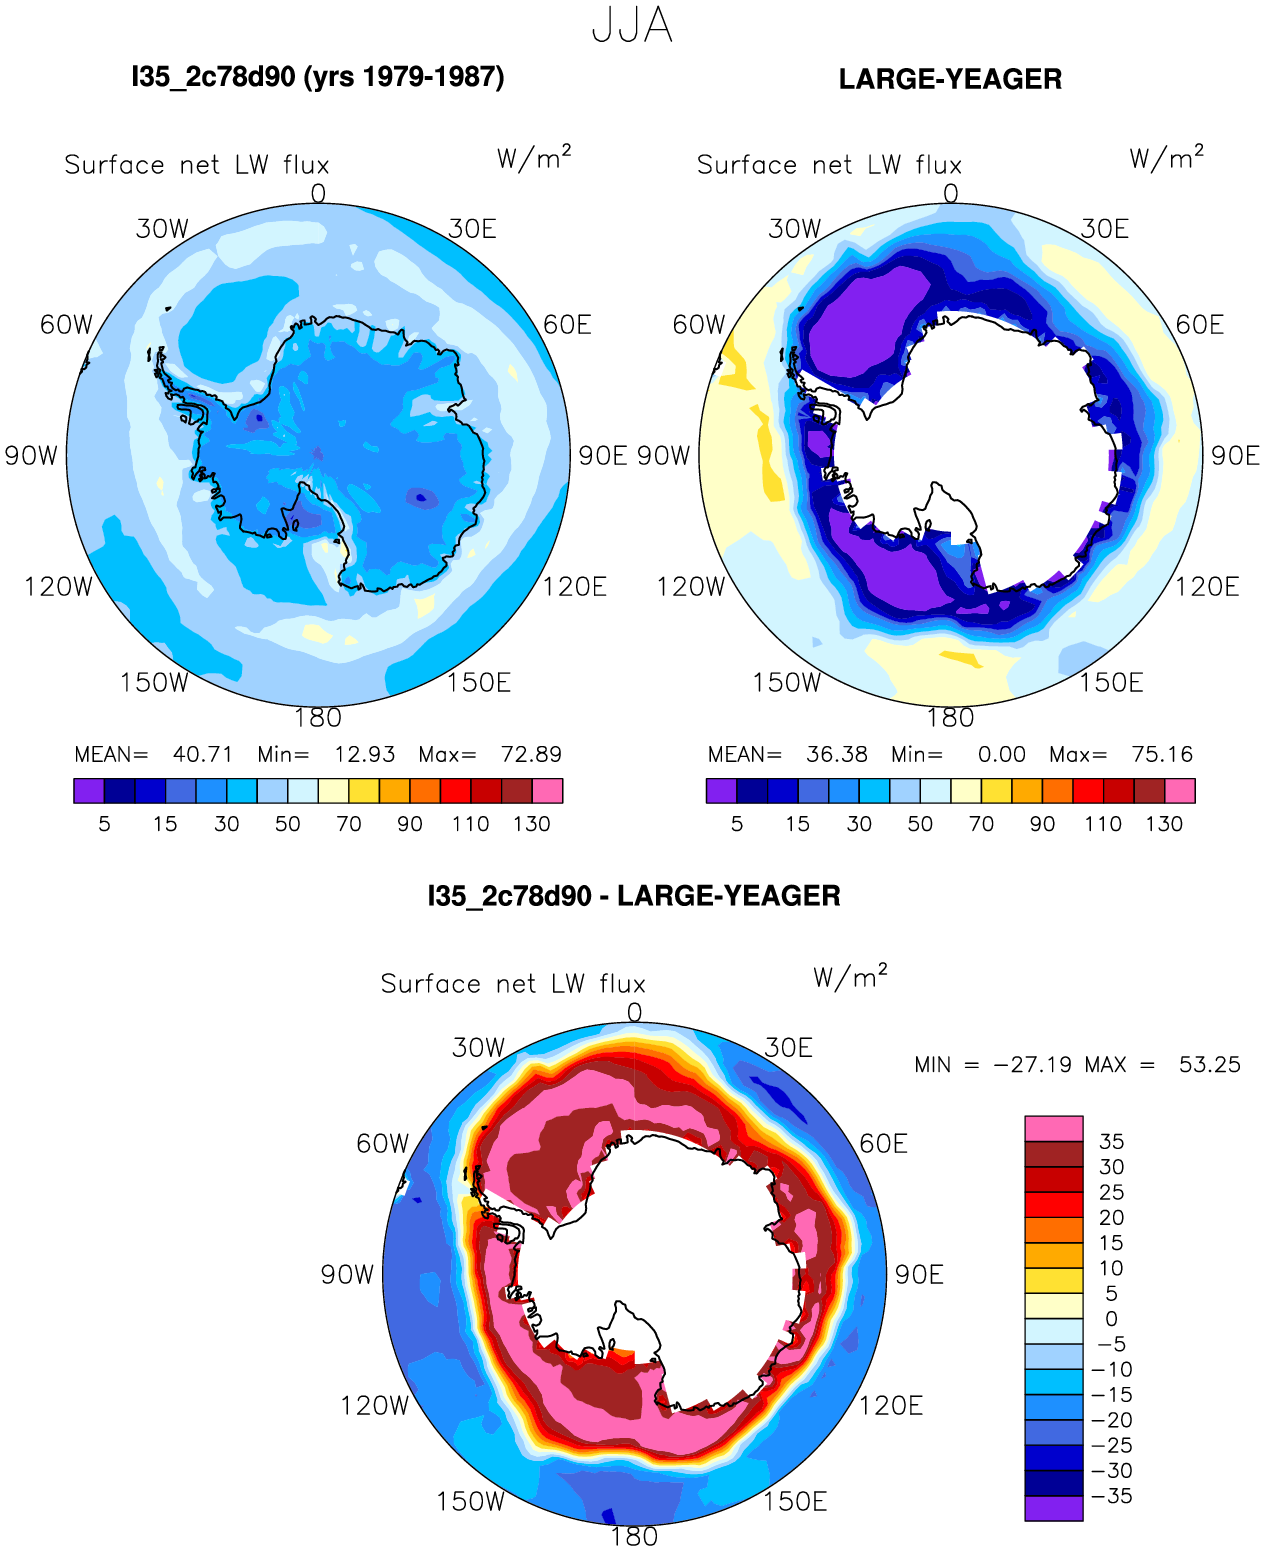 JJA
I35_2c78d90 (yrs 1979-1987)
LARGE-YEAGER
Surface net LW flux W/m2
Surface net LW flux W/m2
0
30W 30E
60W 60E
90W 90E
120W 120E
150W 150E
180
0
30W 30E
60W 60E
90W 90E
120W 120E
150W 150E
180
MEAN= 40.71 Min= 12.93 Max= 72.89
5 15 30 50 70 90 110 130
MEAN= 36.38 Min= 0.00 Max= 75.16
5 15 30 50 70 90 110 130
I35_2c78d90 - LARGE-YEAGER
Surface net LW flux W/m2
0
30W 30E
60W 60E
90W 90E
120W 120E
150W 150E
180
MIN = -27.19 MAX = 53.25
35
30
25
20
15
10
5
0
-5
-10
-15
-20
-25
-30
-35